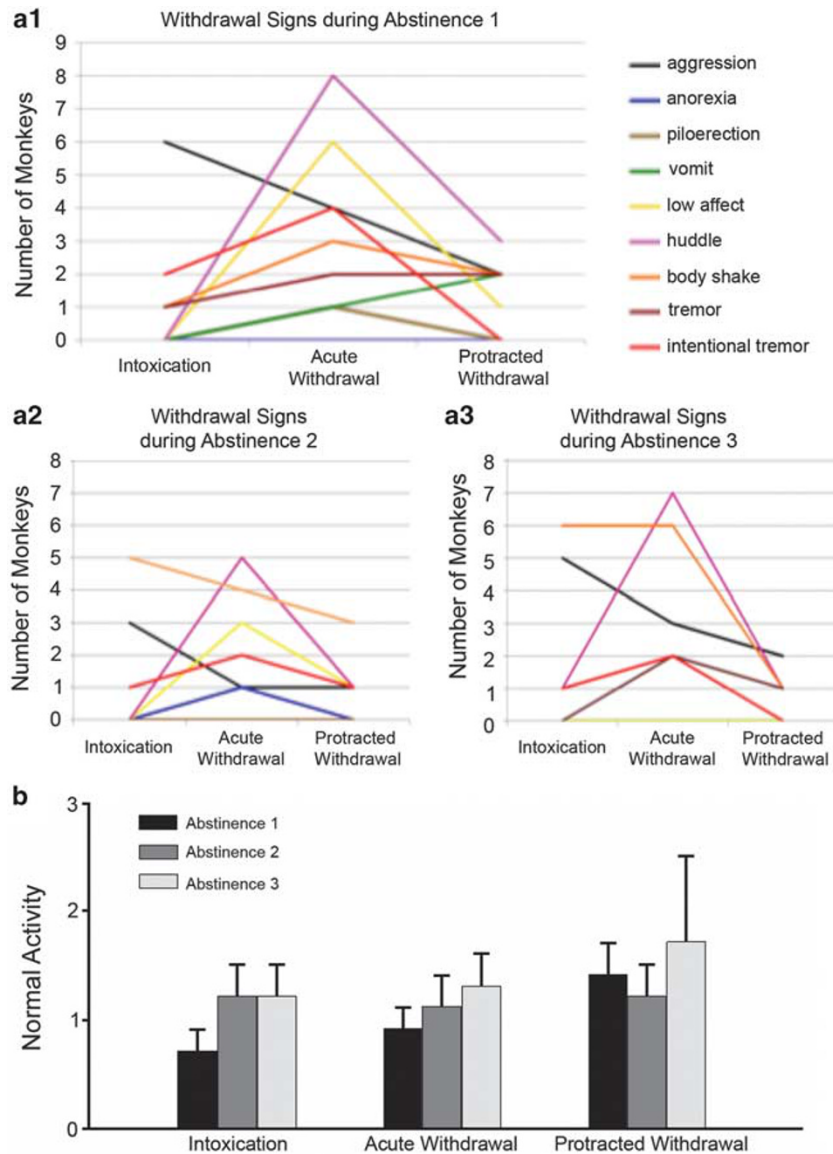 a1
Withdrawal Signs during Abstinence 1
Number of Monkeys
9
8
7
6
5
4
3
2
1
0
Intoxication
Acute
Withdrawal
Protracted
Withdrawal
aggression
anorexia
piloerection
vomit
low affect
huddle
body shake
tremor
intentional tremor
a2
Withdrawal Signs
during Abstinence 2
Number of Monkeys
8
7
6
5
4
3
2
1
0
Intoxication
Acute
Withdrawal
Protracted
Withdrawal
a3
Withdrawal Signs
during Abstinence 3
Number of Monkeys
8
7
6
5
4
3
2
1
0
Intoxication
Acute
Withdrawal
Protracted
Withdrawal
b
Normal Activity
3
2
1
0
Abstinence 1
Abstinence 2
Abstinence 3
Intoxication
Acute Withdrawal
Protracted Withdrawal